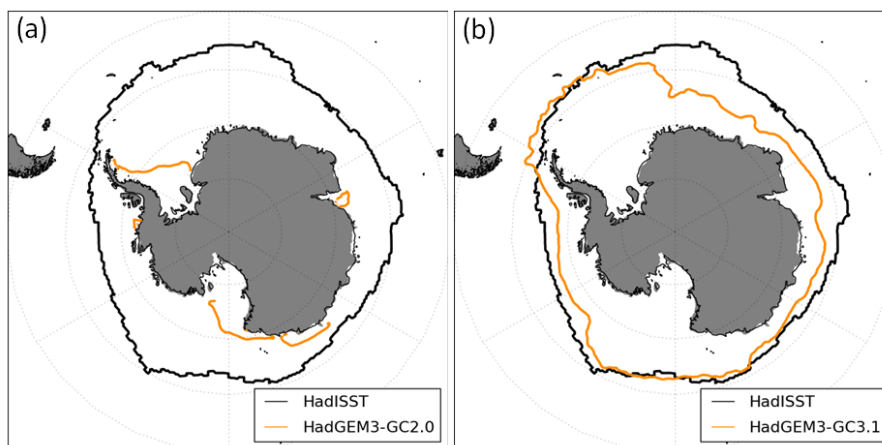 (a)
HadISST
HadGEM3-GC2.0
(b)
HadISST
HadGEM3-GC3.1